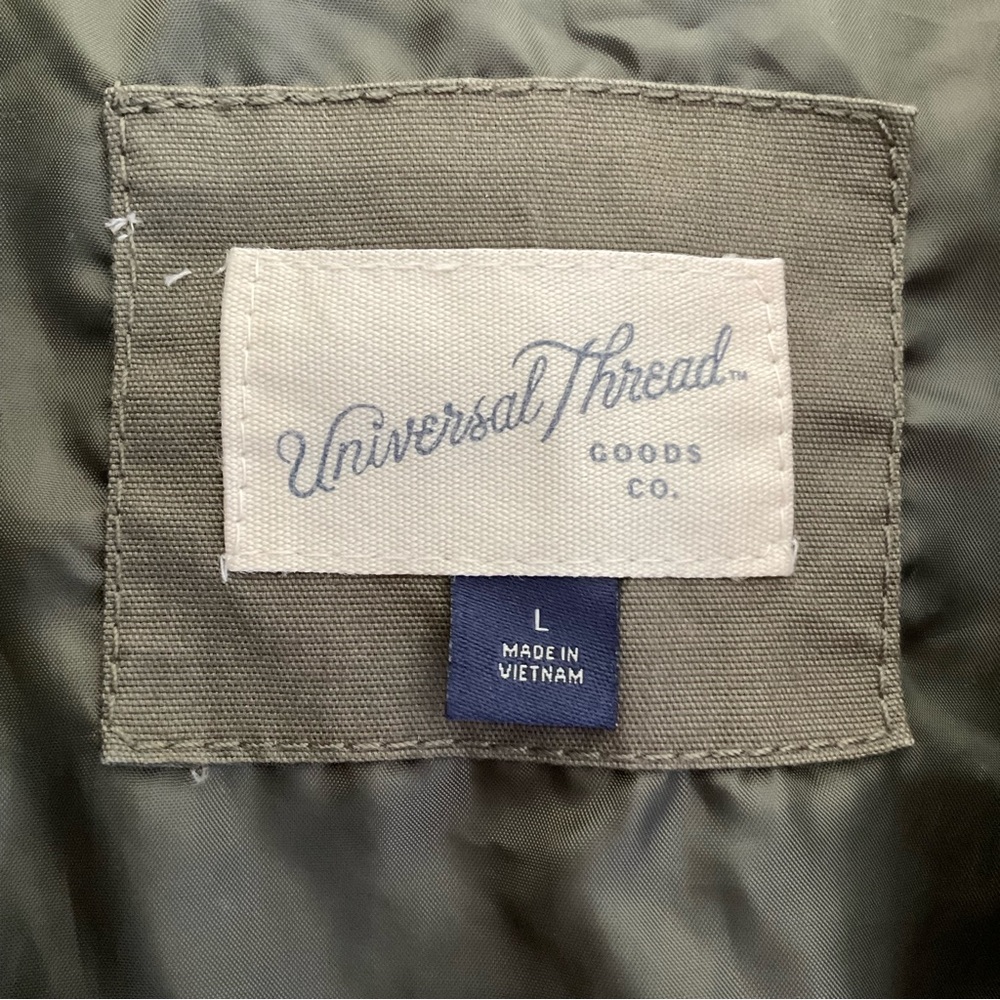 Universal Thread™
GOODS
CO.
L
MADE IN
VIETNAM